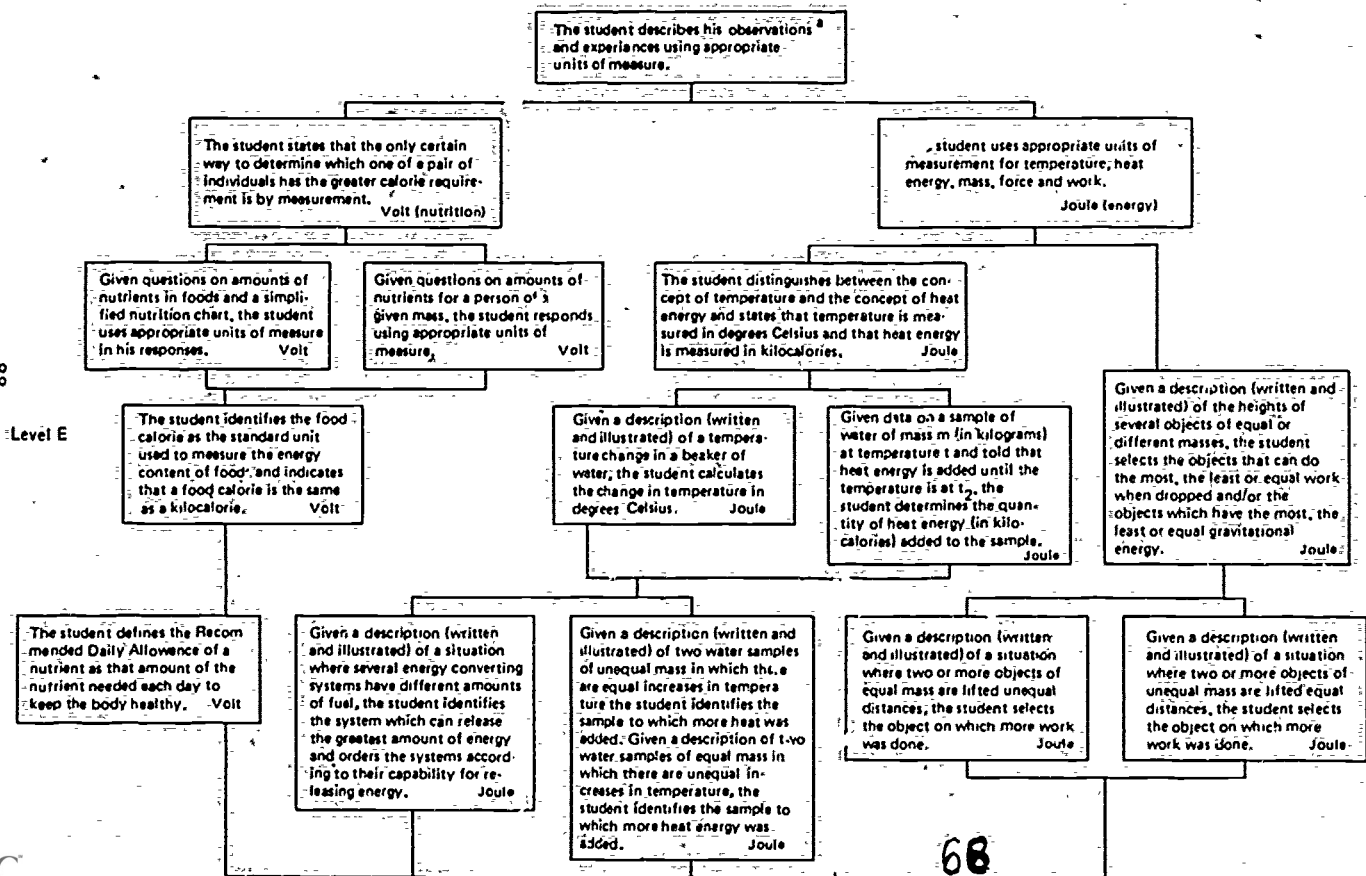 The student describes his observations a
and experiances using appropriate
units of measure.
The student states that the only certain
way to determine which one of a pair of
individuals has the greater calorie require-
ment is by measurement.
Volt (nutrition)
student uses appropriate units of
measurement for temperature, heat
energy, mass, force and work.
Joule (energy)
Given questions on amounts of
nutrients in foods and a simpli-
fied nutrition chart, the student
uses appropriate units of measure
in his responses. Volt
Given questions on amounts of
nutrients for a person of a
given mass, the student responds
using appropriate units of
measure. Volt
The student distinguishes between the con-
cept of temperature and the concept of heat
energy and states that temperature is mea-
sured in degrees Celsius and that heat energy
is measured in kilocalories. Joule
Level E
The student identifies the food
calorie as the standard unit
used to measure the energy
content of food, and indicates
that a food calorie is the same
as a kilocalorie. Volt
Given a description (written
and illustrated) of a tempera-
ture change in a beaker of
water, the student calculates
the change in temperature in
degrees Celsius. Joule
Given data on a sample of
water of mass m (in kilograms)
at temperature t and told that
heat energy is added until the
temperature is at t2, the
student determines the quan-
tity of heat energy (in kilo-
calories) added to the sample.
Joule
Given a description (written and
illustrated) of the heights of
several objects of equal or
different masses, the student
selects the objects that can do
the most, the least or equal work
when dropped and/or the
objects which have the most, the
least or equal gravitational
energy. Joule
The student defines the Recom
mended Daily Allowence of a
nutrient as that amount of the
nutrient needed each day to
keep the body healthy. Volt
Given a description (written
and illustrated) of a situation
where several energy converting
systems have different amounts
of fuel, the student identifies
the system which can release
the greatest amount of energy
and orders the systems accord-
ing to their capability for re-
leasing energy. Joule
Given a description (written and
illustrated) of two water samples
of unequal mass in which
are equal increases in tempera
ture the student identifies the
sample to which more heat was
added. Given a description of two
water samples of equal mass in
which there are unequal in-
creases in temperature, the
student identifies the sample to
which more heat energy was
added. Joule
Given a description (written
and illustrated) of a situation
where two or more objects of
equal mass are lifted unequal
distances, the student selects
the object on which more work
was done. Joule
Given a description (written
and illustrated) of a situation
where two or more objects of
unequal mass are lifted equal
distances, the student selects
the object on which more
work was done. Joule
68